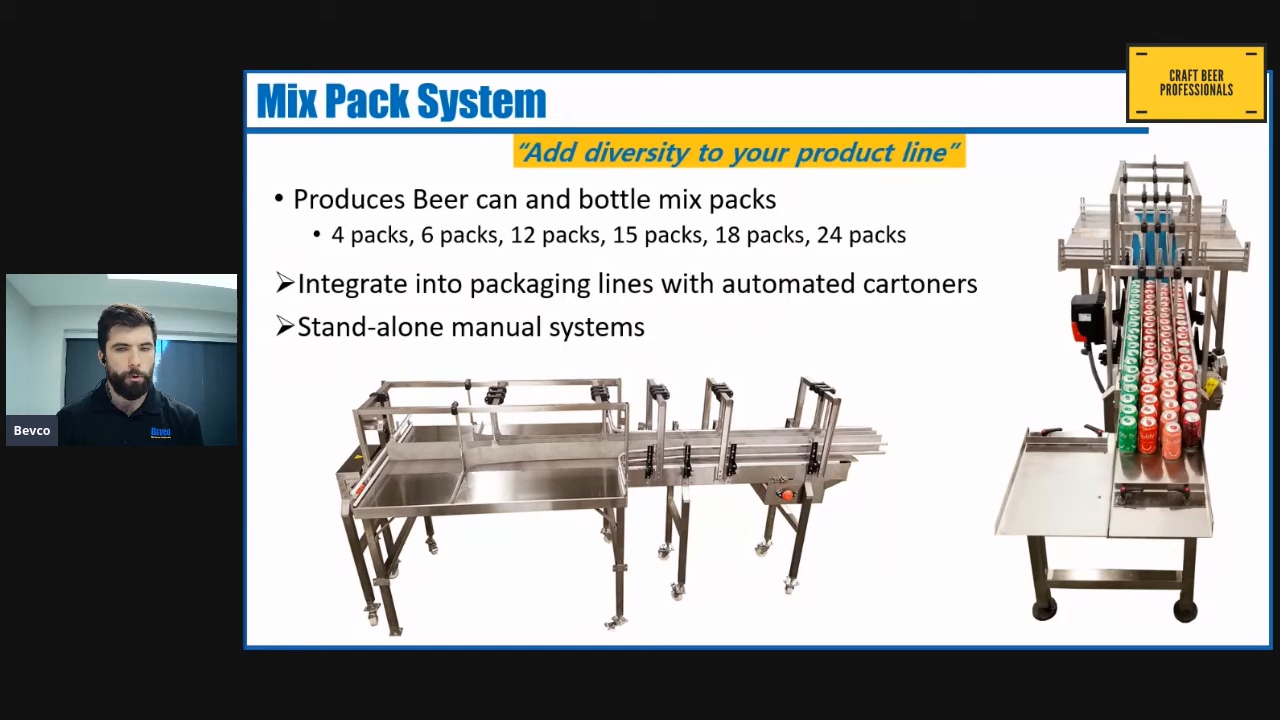 Mix Pack System
CRAFT BEER
PROFESSIONALS
“Add diversity to your product line”
• Produces Beer can and bottle mix packs
• 4 packs, 6 packs, 12 packs, 15 packs, 18 packs, 24 packs
➢Integrate into packaging lines with automated cartoners
➢Stand-alone manual systems
Bevco
Bevco